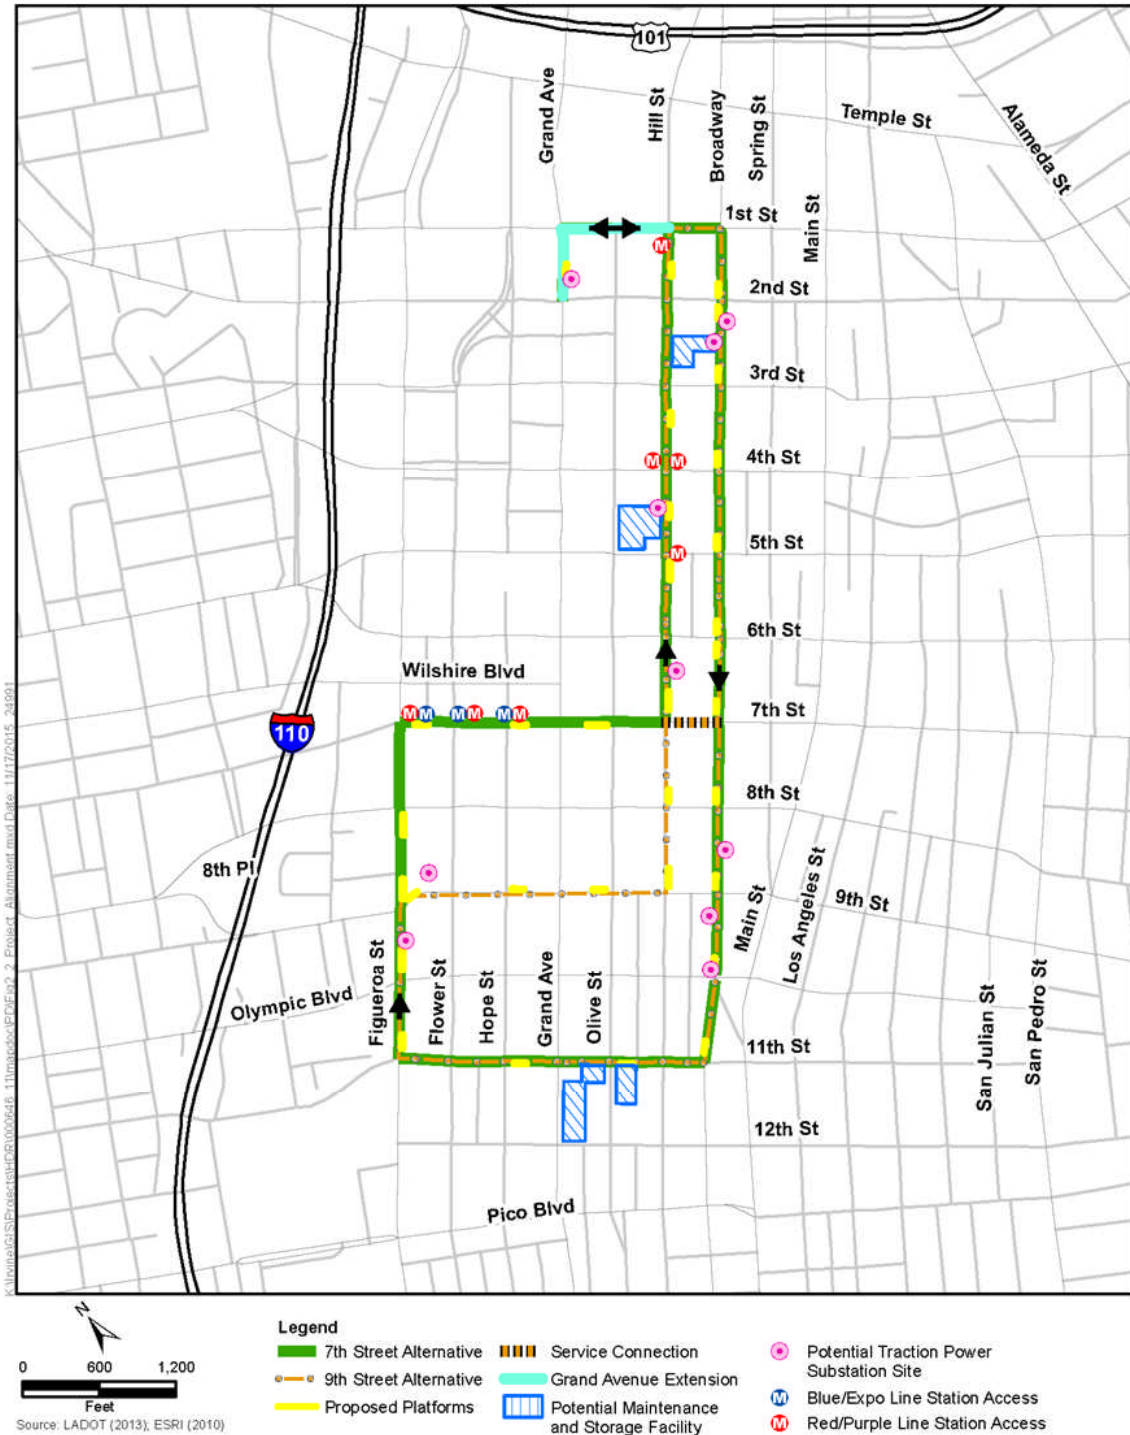 101
Grand Ave
Hill St
Broadway
Spring St
Temple St
Alameda St
1st St
Main St
M
2nd St
3rd St
M M
4th St
M
5th St
6th St
Wilshire Blvd
M M M M M M
7th St
110
8th St
8th Pl
Los Angeles St
9th St
Main St
Figueroa St
Flower St
Hope St
Grand Ave
Olive St
Olympic Blvd
San Julian St
San Pedro St
11th St
12th St
Pico Blvd
N
0 600 1,200
Feet
Source: LADOT (2013); ESRI (2010)
Legend
7th Street Alternative
9th Street Alternative
Proposed Platforms
Service Connection
Grand Avenue Extension
Potential Maintenance
and Storage Facility
Potential Traction Power
Substation Site
M Blue/Expo Line Station Access
M Red/Purple Line Station Access